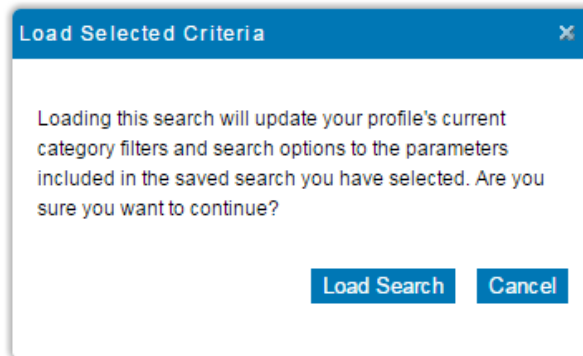 Load Selected Criteria
Loading this search will update your profile's current
category filters and search options to the parameters
included in the saved search you have selected. Are you
sure you want to continue?
Load Search Cancel